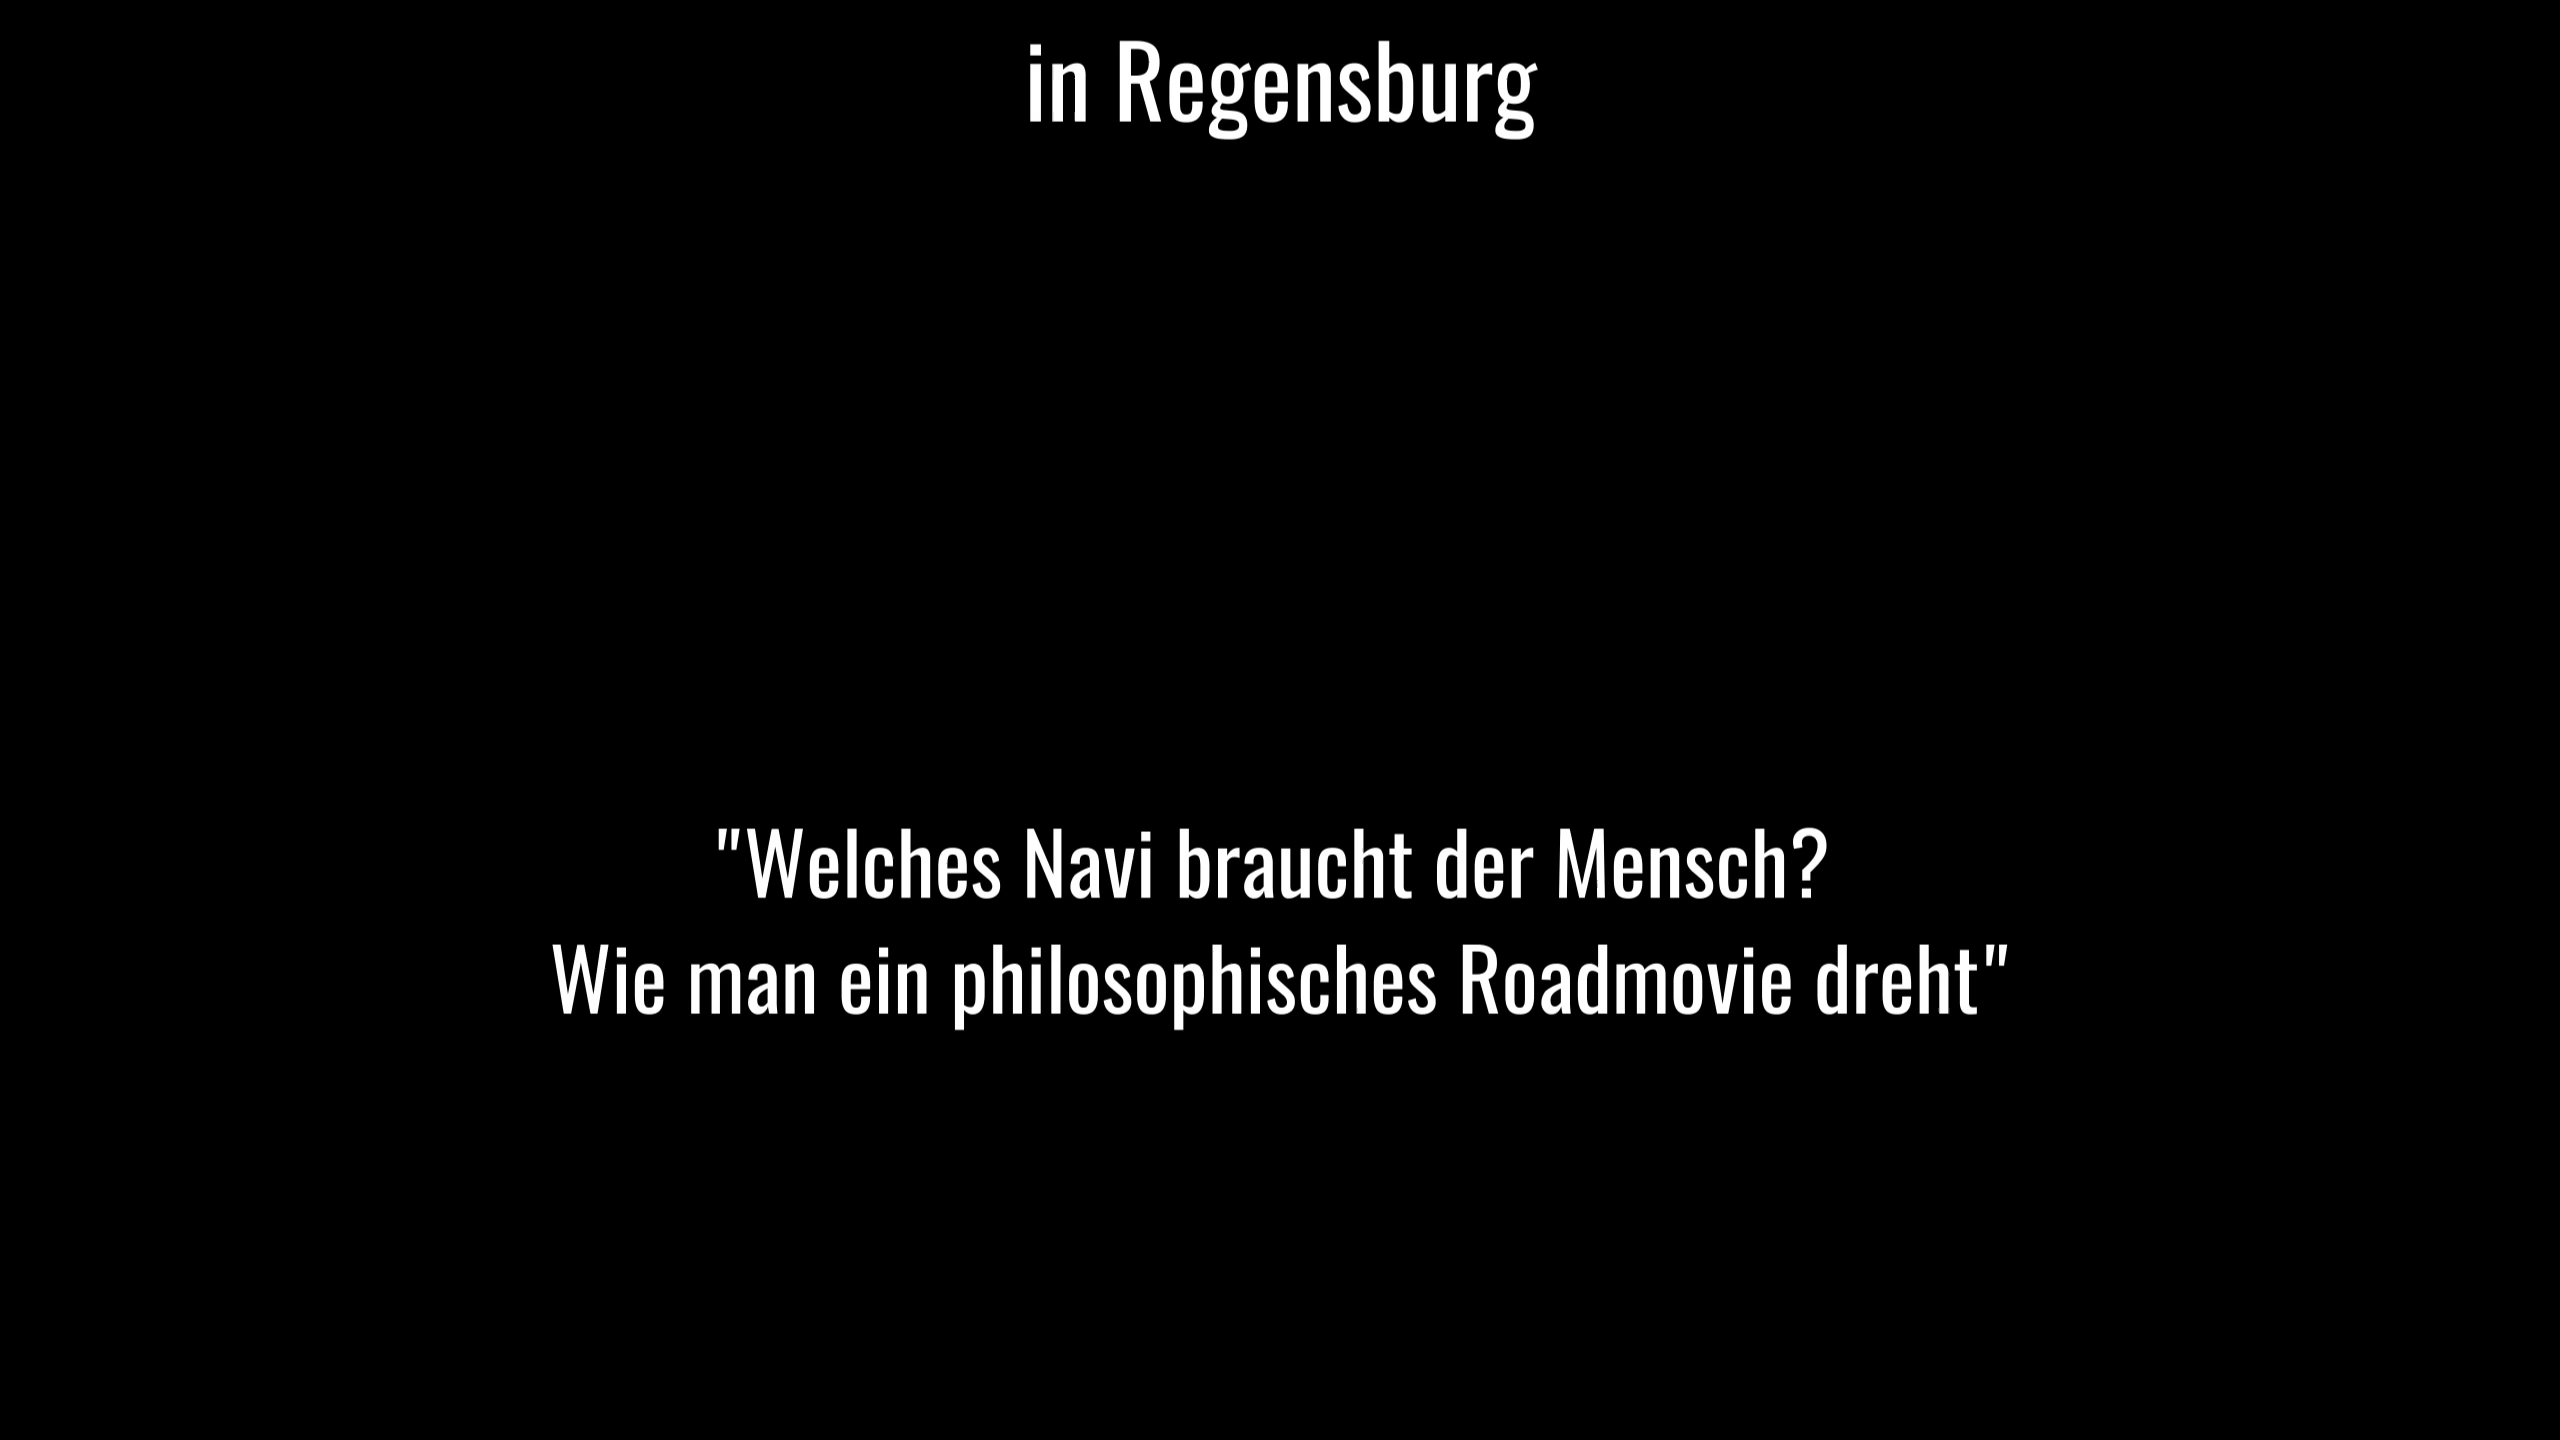 in Regensburg
"Welches Navi braucht der Mensch?
Wie man ein philosophisches Roadmovie dreht"